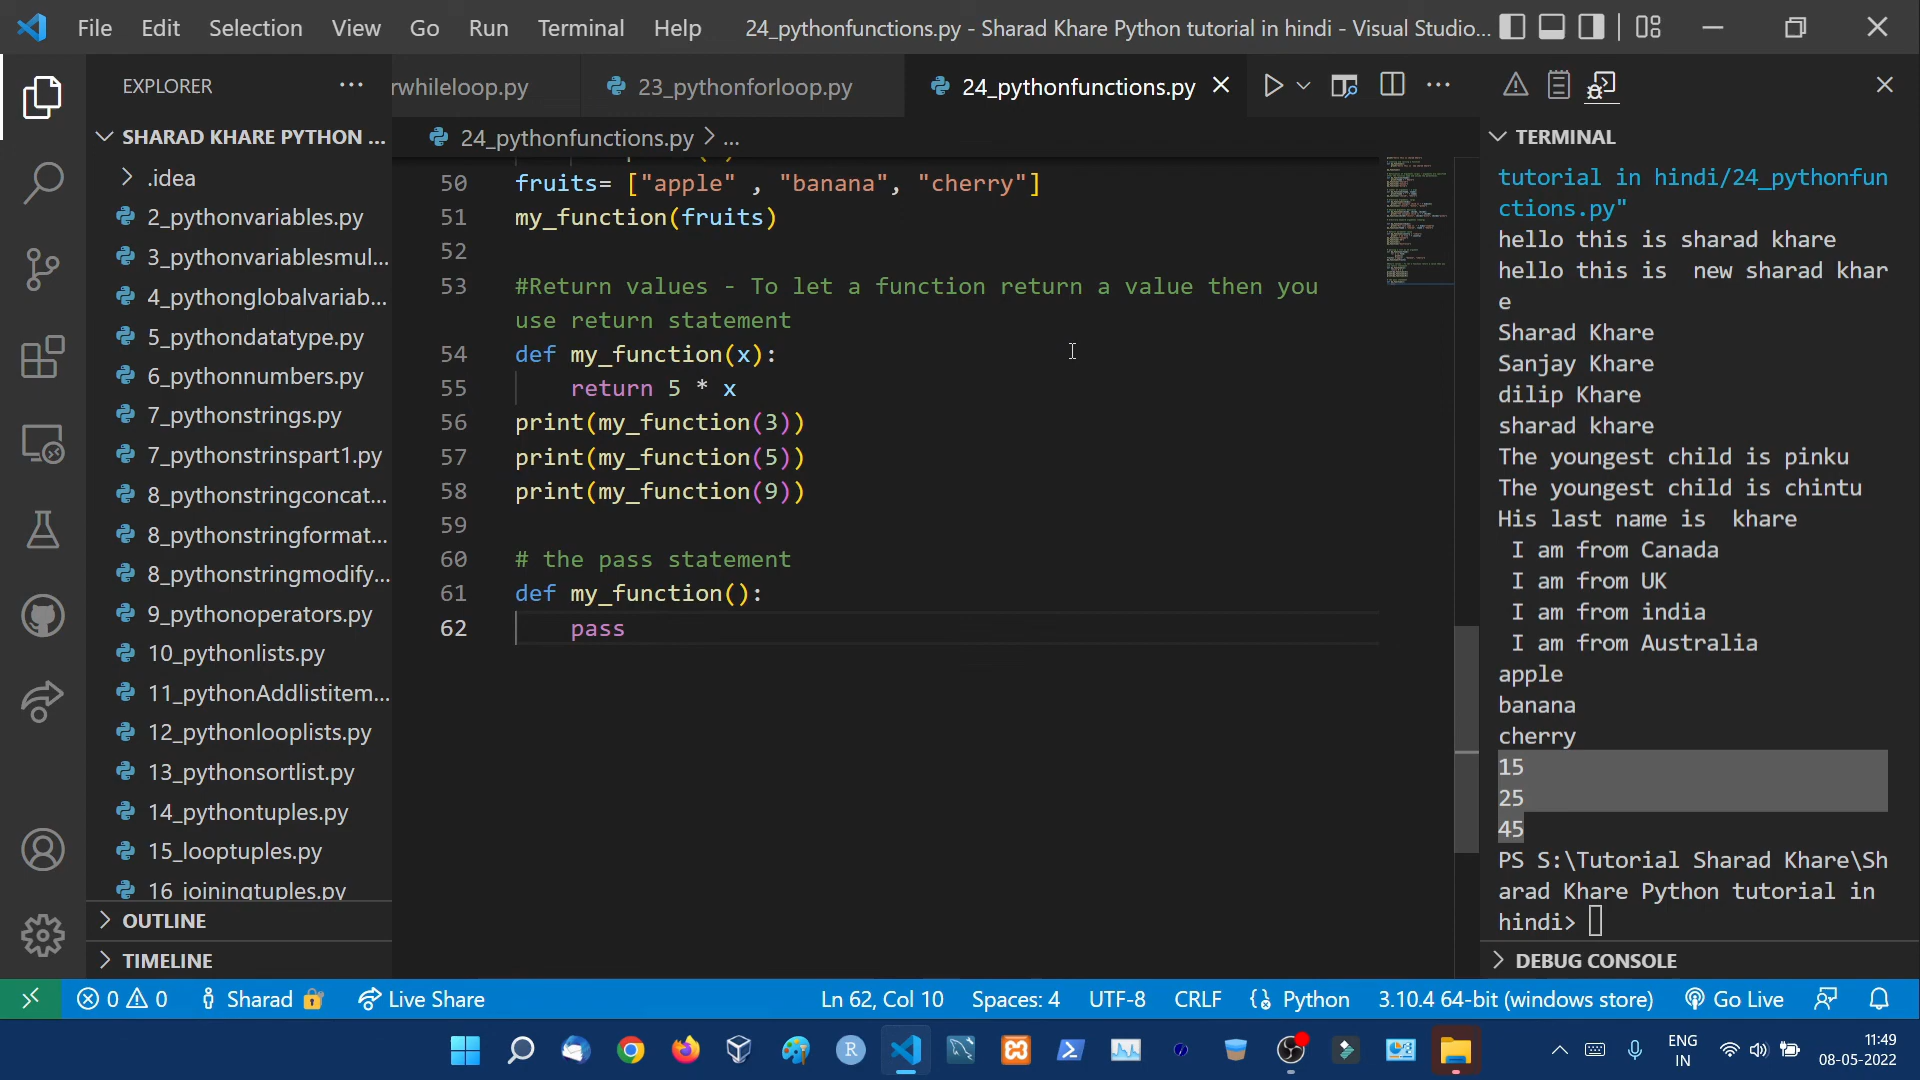 File Edit Selection View Go Run Terminal Help 24_pythonfunctions.py - Sharad Khare Python tutorial in hindi - Visual Studio...
EXPLORER
rwhileloop.py 23_pythonforloop.py 24_pythonfunctions.py
SHARAD KHARE PYTHON ...
.idea
2_pythonvariables.py
3_pythonvariablesmul...
4_pythonglobalvariab...
5_pythondatatype.py
6_pythonnumbers.py
7_pythonstrings.py
7_pythonstrinspart1.py
8_pythonstringconcat...
8_pythonstringformat...
8_pythonstringmodify...
9_pythonoperators.py
10_pythonlists.py
11_pythonAddlistitem...
12_pythonlooplists.py
13_pythonsortlist.py
14_pythontuples.py
15_looptuples.py
16_joiningtuples.py
OUTLINE
TIMELINE
24_pythonfunctions.py > ...
50 fruits= ["apple" , "banana", "cherry"]
51 my_function(fruits)
52
53 #Return values - To let a function return a value then you
use return statement
54 def my_function(x):
55 return 5 * x
56 print(my_function(3))
57 print(my_function(5))
58 print(my_function(9))
59
60 # the pass statement
61 def my_function():
62 pass
TERMINAL
tutorial in hindi/24_pythonfun
ctions.py"
hello this is sharad khare
hello this is  new sharad khar
e
Sharad Khare
Sanjay Khare
dilip Khare
sharad khare
The youngest child is pinku
The youngest child is chintu
His last name is  khare
I am from Canada
I am from UK
I am from india
I am from Australia
apple
banana
cherry
15
25
45
PS S:\Tutorial Sharad Khare\Sh
arad Khare Python tutorial in
hindi>
DEBUG CONSOLE
0 0 Sharad Live Share Ln 62, Col 10 Spaces: 4 UTF-8 CRLF Python 3.10.4 64-bit (windows store) Go Live
R
ENG
IN
11:49
08-05-2022